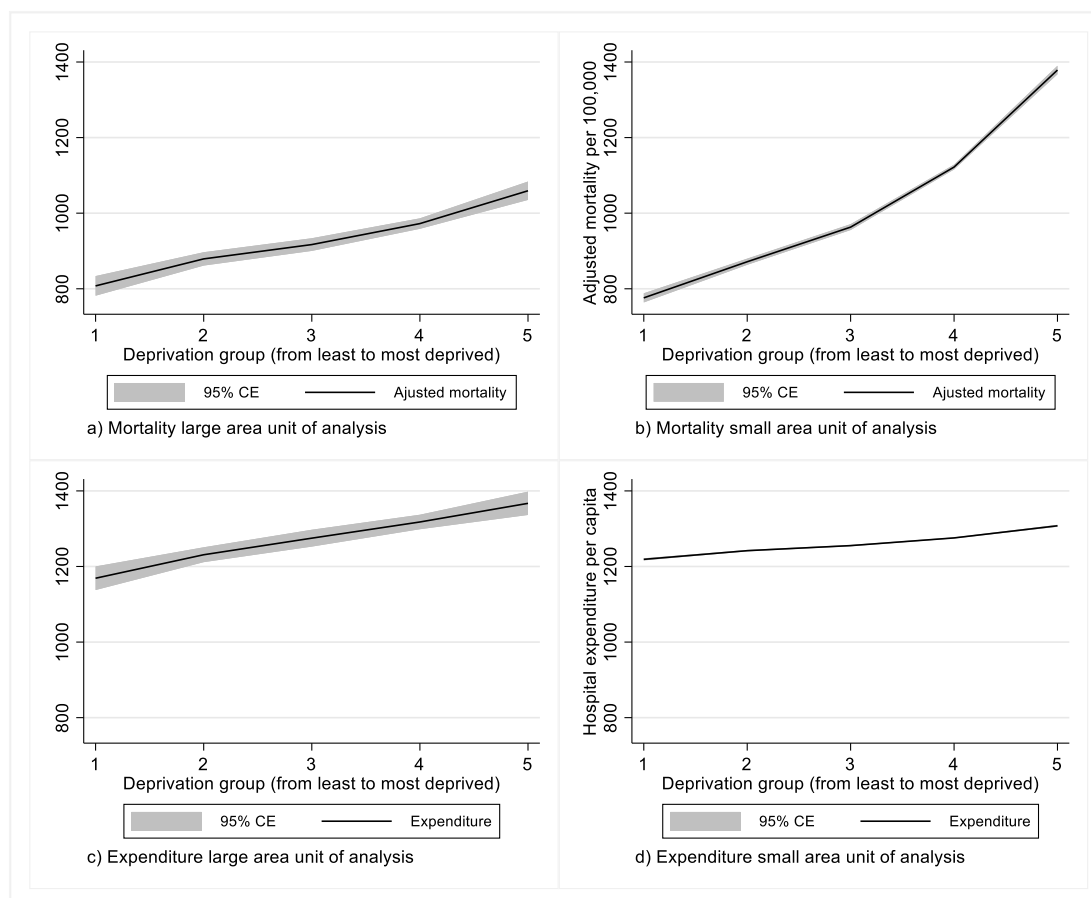 1400
1200
1000
800
1 2 3 4 5
Deprivation group (from least to most deprived)
95% CE Ajusted mortality
a) Mortality large area unit of analysis
Adjusted mortality per 100,000
1400
1200
1000
800
1 2 3 4 5
Deprivation group (from least to most deprived)
95% CE Ajusted mortality
b) Mortality small area unit of analysis
1400
1200
1000
800
1 2 3 4 5
Deprivation group (from least to most deprived)
95% CE Expenditure
c) Expenditure large area unit of analysis
Hospital expenditure per capita
1400
1200
1000
800
1 2 3 4 5
Deprivation group (from least to most deprived)
95% CE Expenditure
d) Expenditure small area unit of analysis